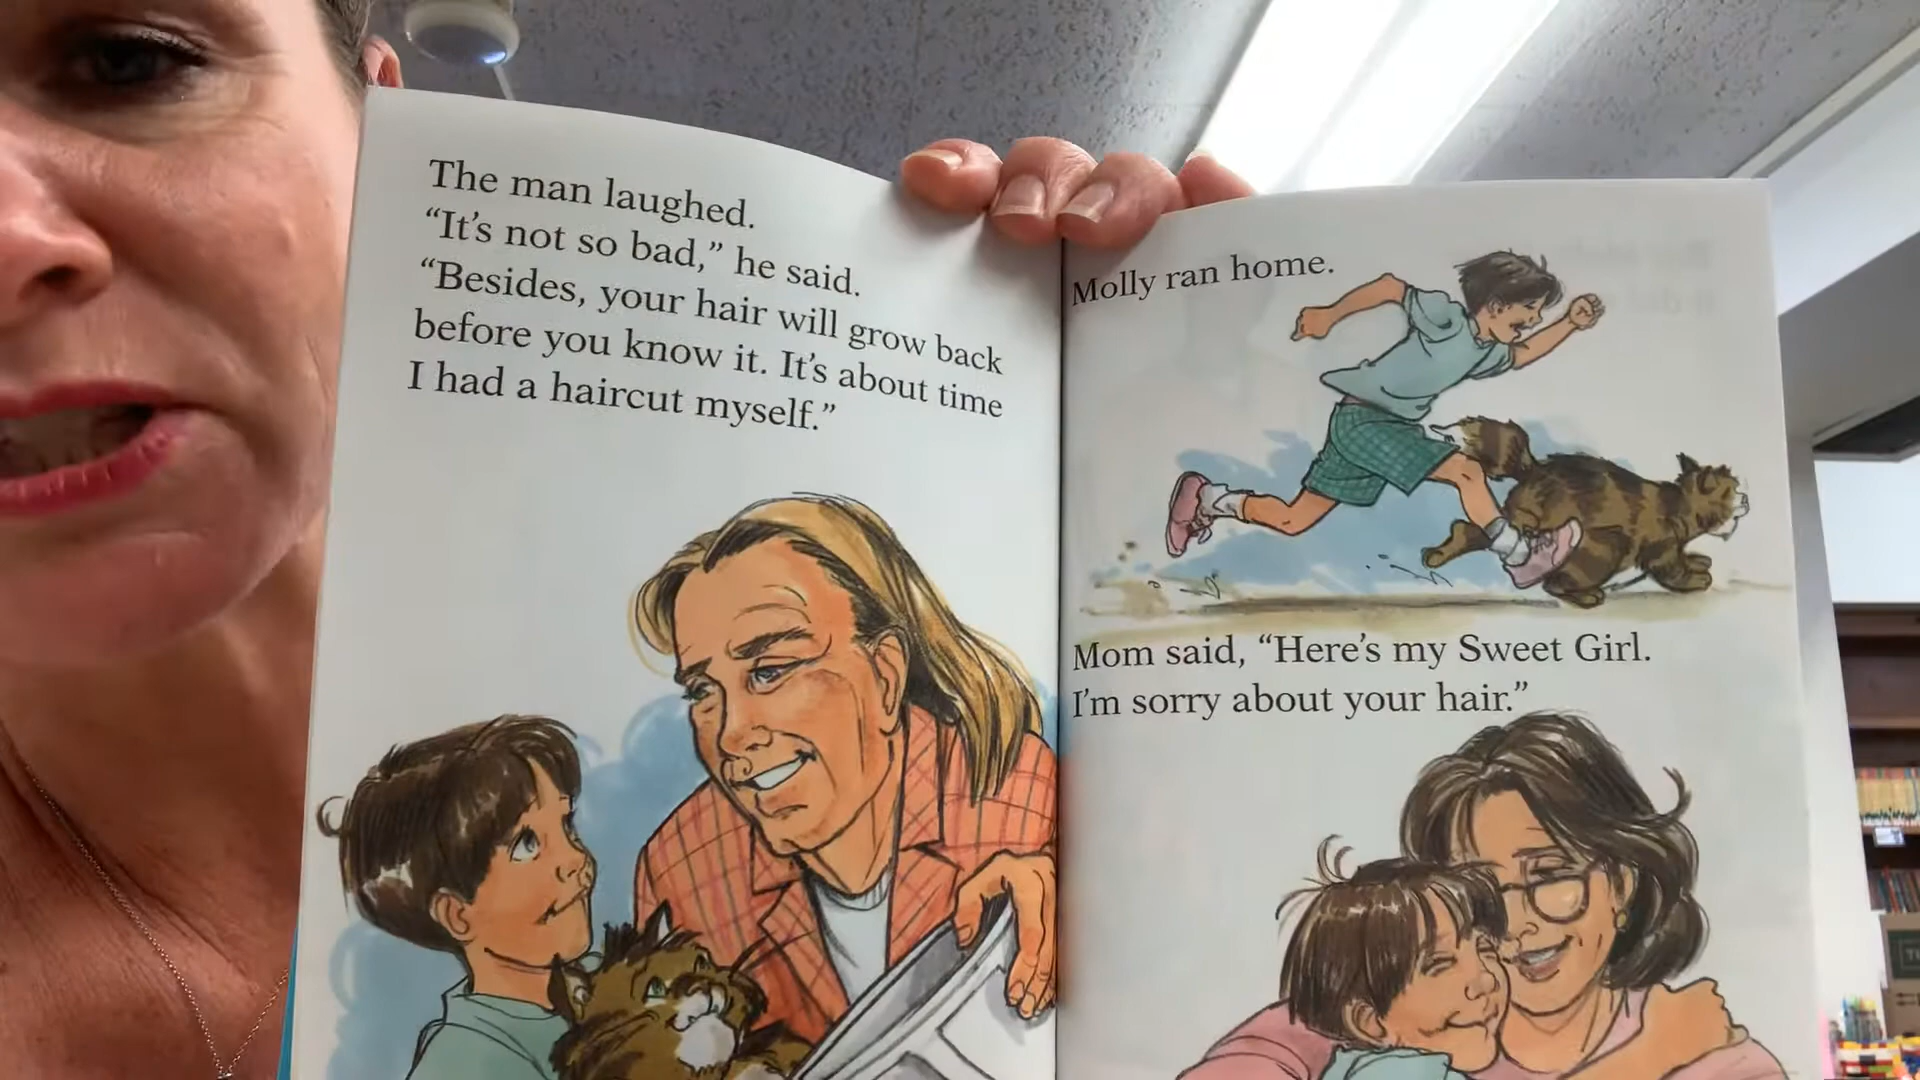 The man laughed.
“It’s not so bad,” he said.
“Besides, your hair will grow back
before you know it. It’s about time
I had a haircut myself.”
Molly ran home.
Mom said, “Here’s my Sweet Girl.
I’m sorry about your hair.”